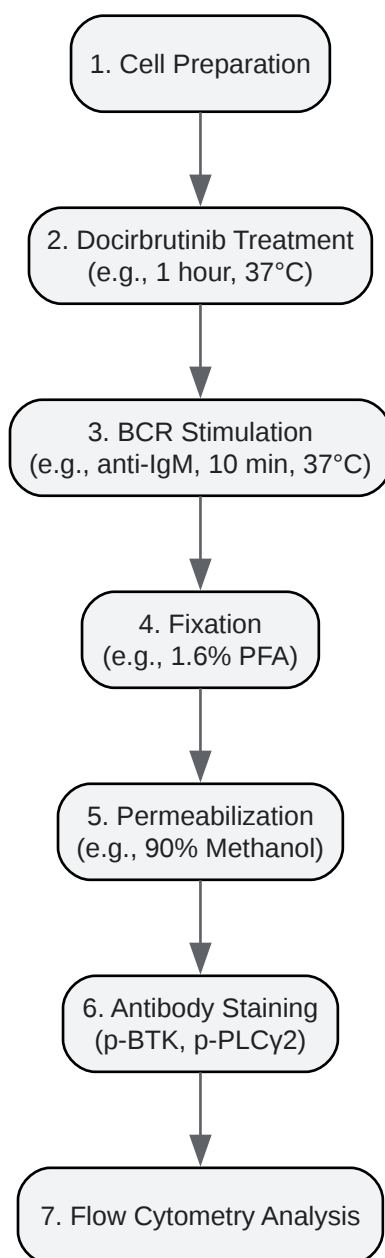 1. Cell Preparation
2. Docirbrutinib Treatment
(e.g., 1 hour, 37°C)
3. BCR Stimulation
(e.g., anti-IgM, 10 min, 37°C)
4. Fixation
(e.g., 1.6% PFA)
5. Permeabilization
(e.g., 90% Methanol)
6. Antibody Staining
(p-BTK, p-PLCγ2)
7. Flow Cytometry Analysis